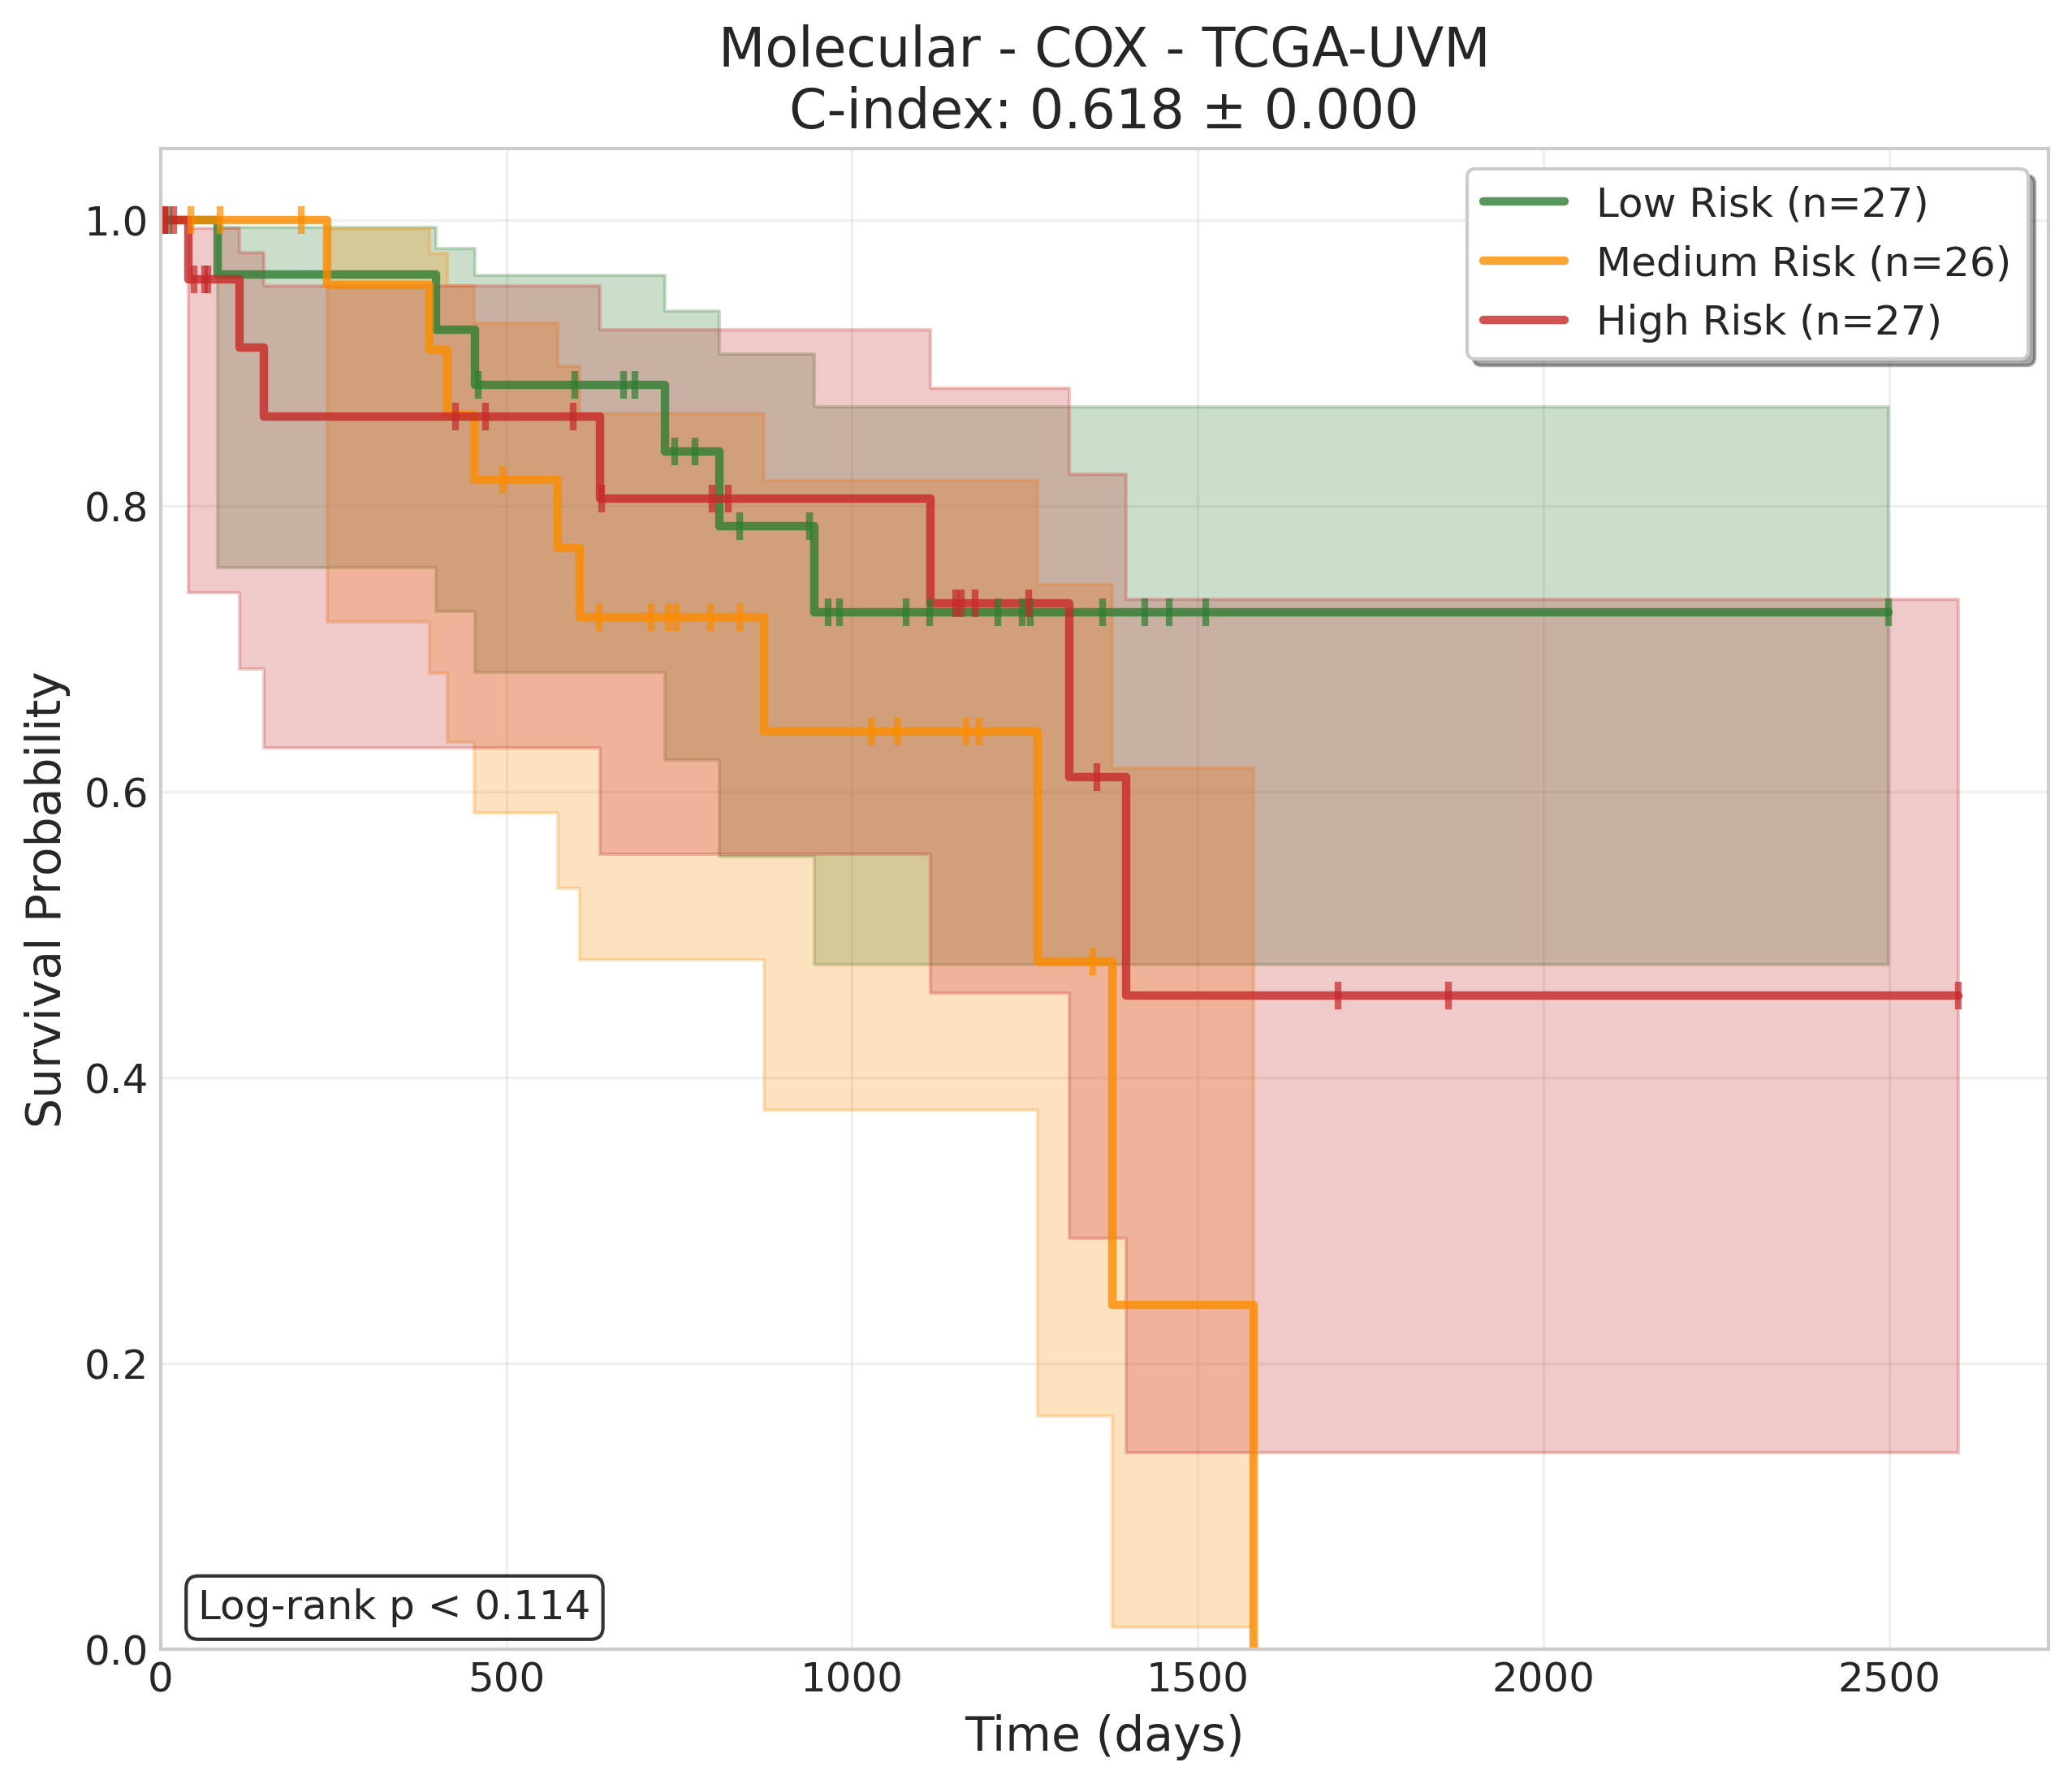 Molecular - COX - TCGA-UVM
C-index: 0.618 ± 0.000
Low Risk (n=27)
Medium Risk (n=26)
High Risk (n=27)
Survival Probability
1.0
0.8
0.6
0.4
0.2
0.0
Log-rank p < 0.114
0 500 1000 1500 2000 2500
Time (days)